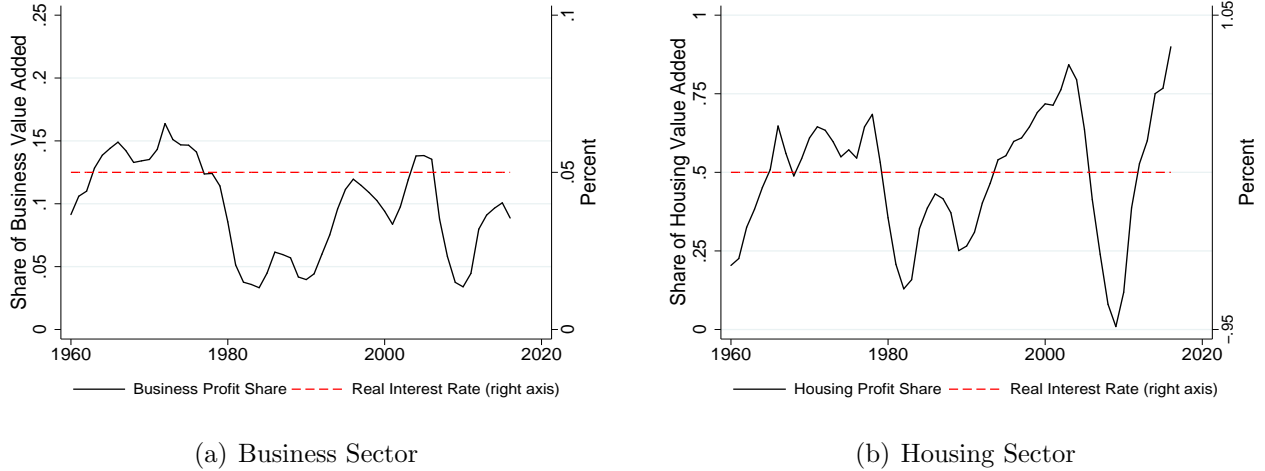 Share of Business Value Added
0
.05
.1
.15
.2
.25
0
.05
.1
Percent
1960
1980
2000
2020
Business Profit Share
Real Interest Rate (right axis)
(a) Business Sector
Share of Housing Value Added
0
.25
.5
.75
1
-.95
.05
1.05
Percent
1960
1980
2000
2020
Housing Profit Share
Real Interest Rate (right axis)
(b) Housing Sector